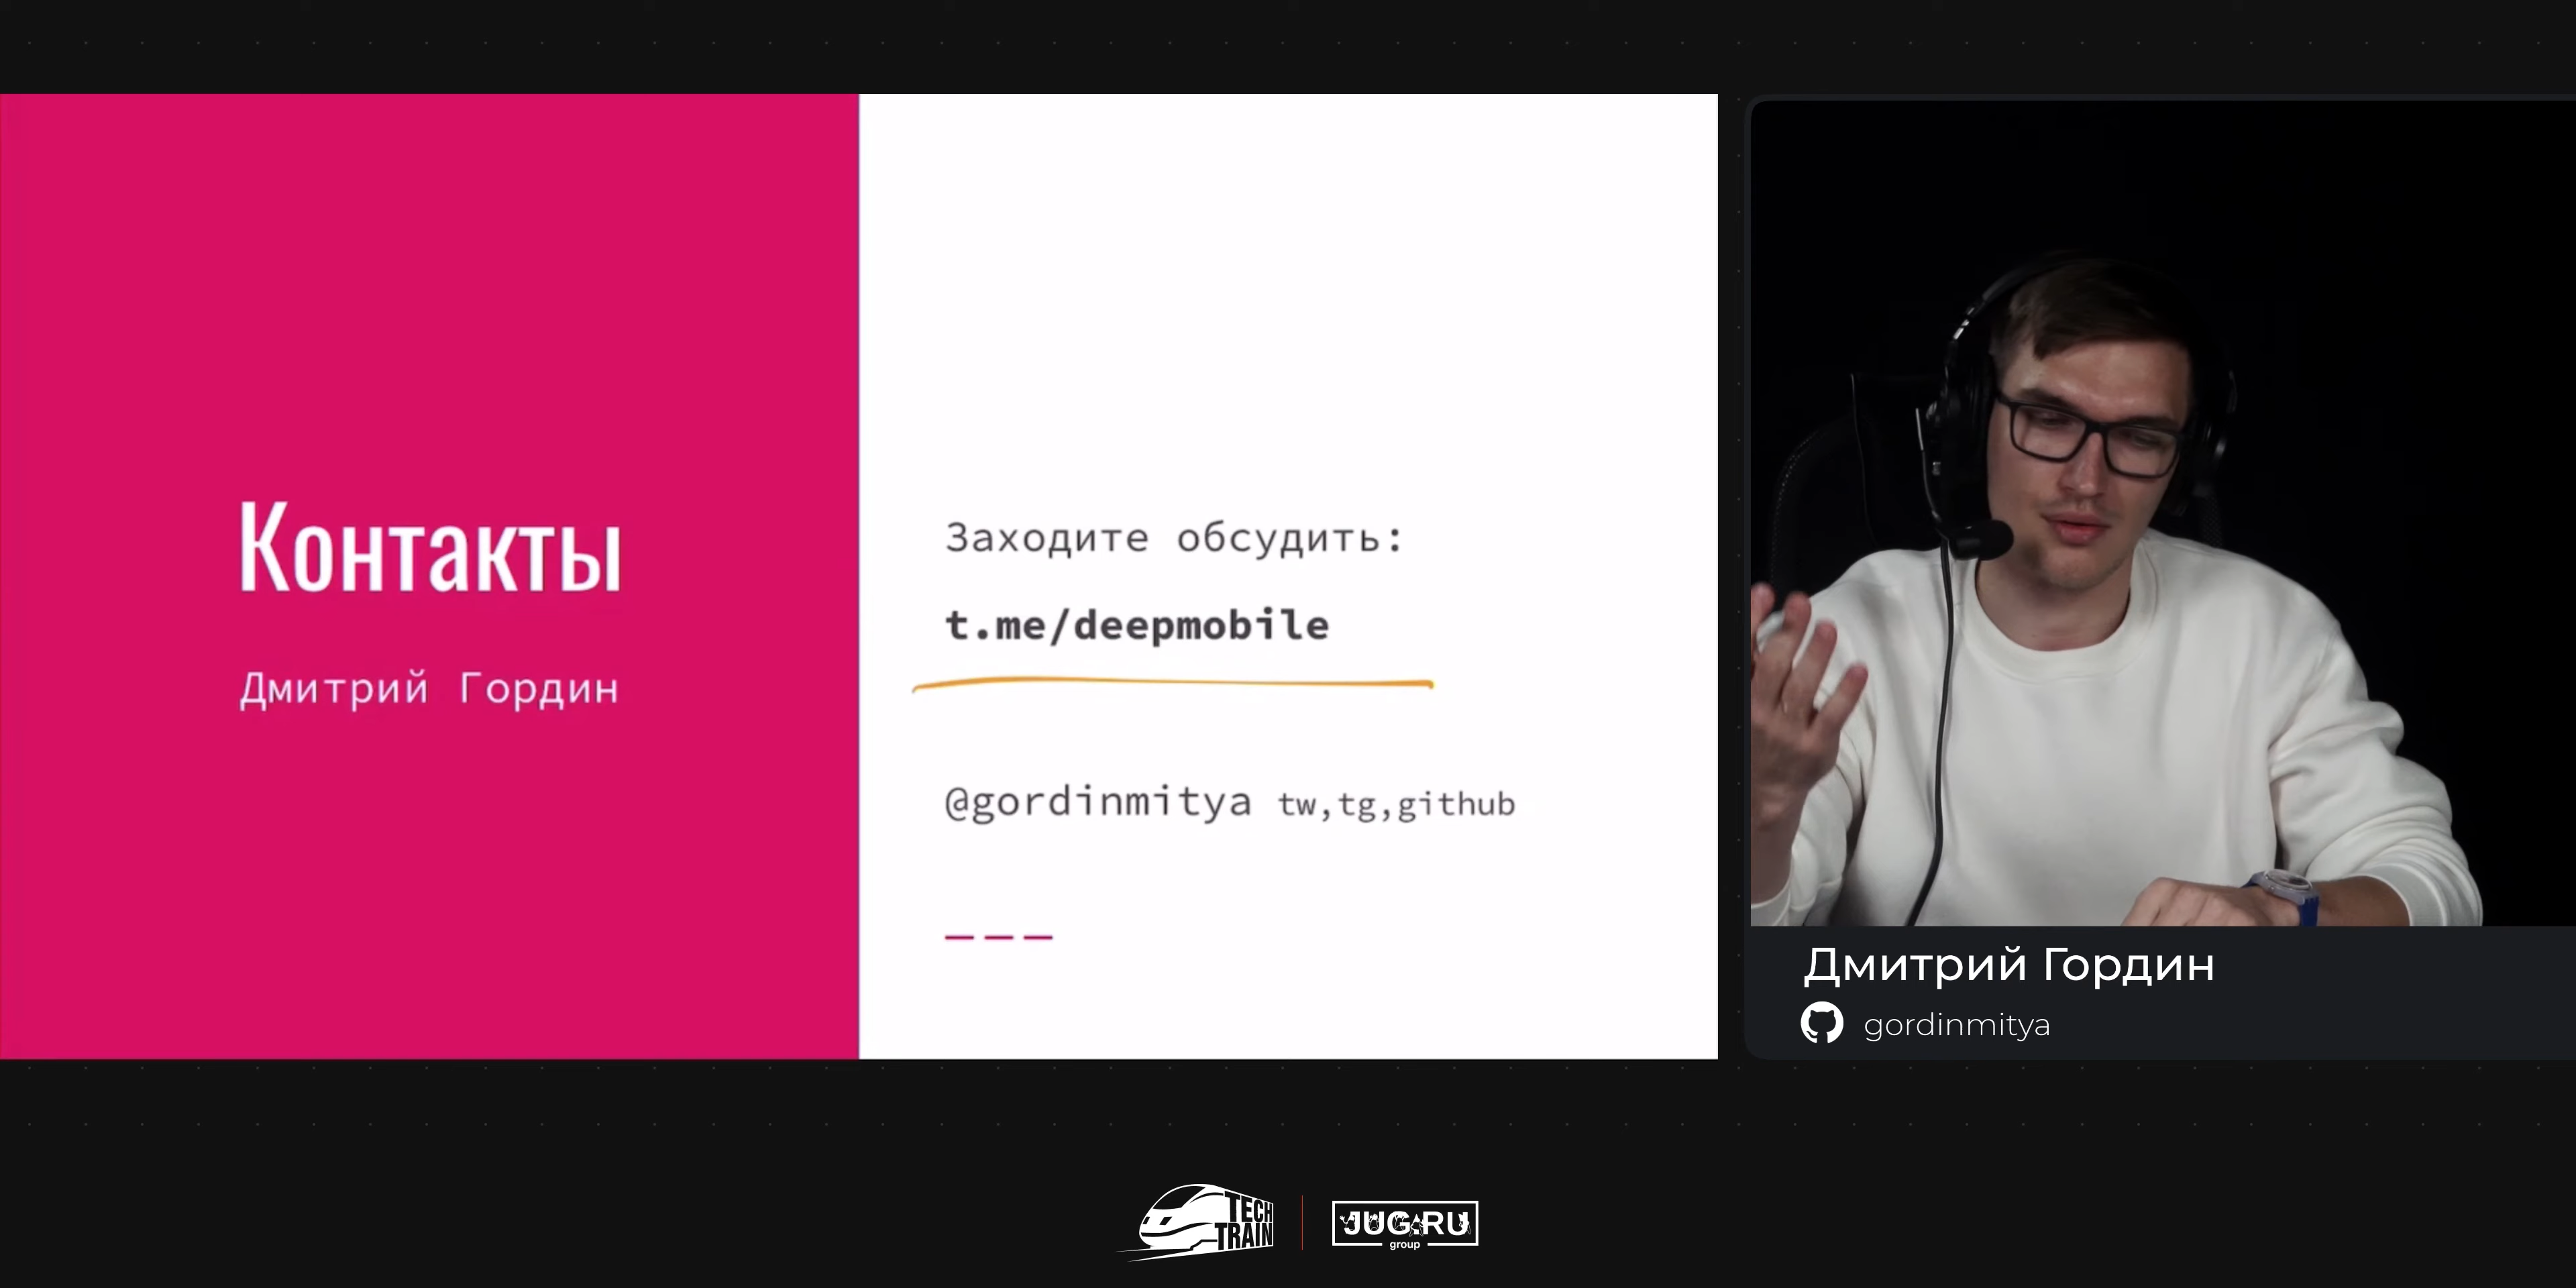 Контакты
Дмитрий Гордин
Заходите обсудить:
t.me/deepmobile
@gordinmitya tw,tg,github
Дмитрий Гордин
gordinmitya
TECH
TRAIN
JUG.RU
group